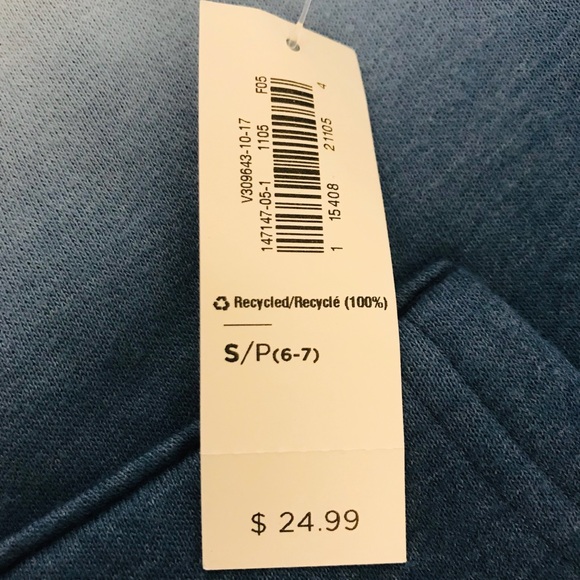 V309643-10-17
147147-05-1 1105 F05
1 15408 21105 4
Recycled/Recyclé (100%)
S/P(6-7)
$ 24.99